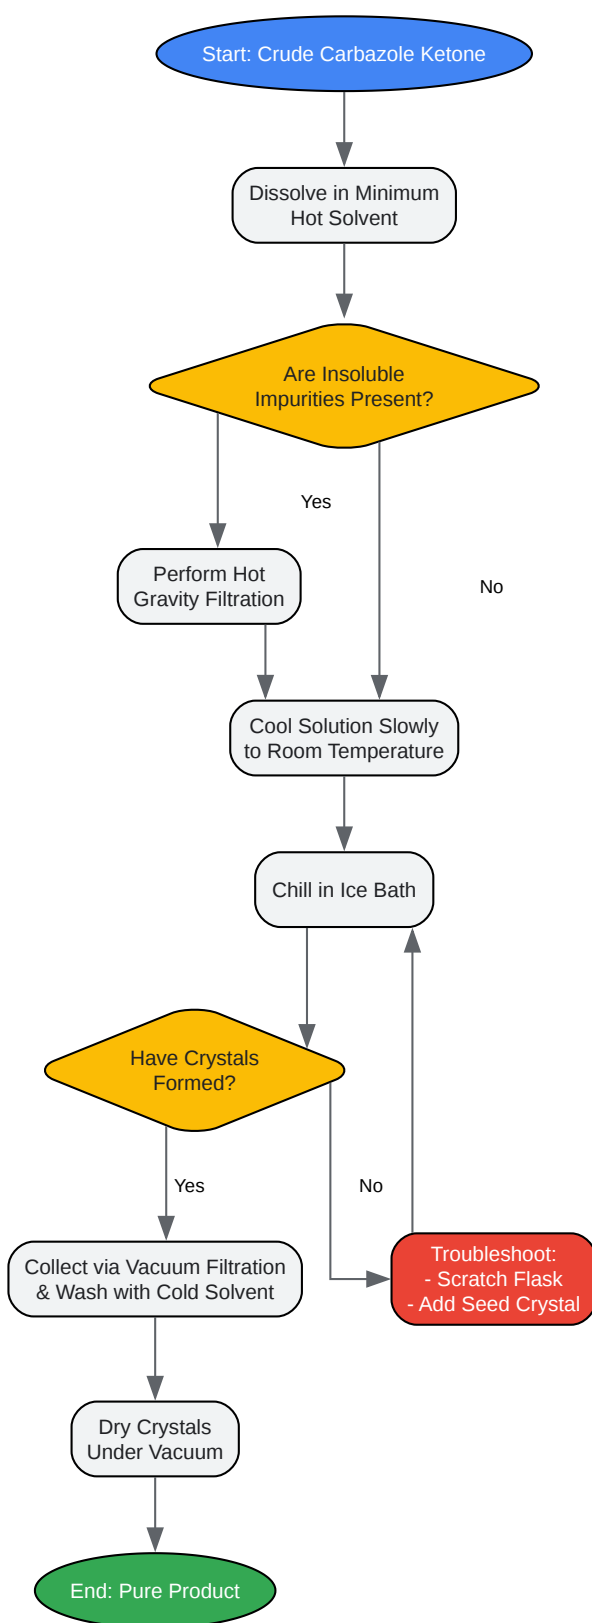 Start: Crude Carbazole Ketone
Dissolve in Minimum
Hot Solvent
Are Insoluble
Impurities Present?
Yes
No
Perform Hot
Gravity Filtration
Cool Solution Slowly
to Room Temperature
Chill in Ice Bath
Have Crystals
Formed?
Yes
No
Collect via Vacuum Filtration
& Wash with Cold Solvent
Troubleshoot:
- Scratch Flask
- Add Seed Crystal
Dry Crystals
Under Vacuum
End: Pure Product